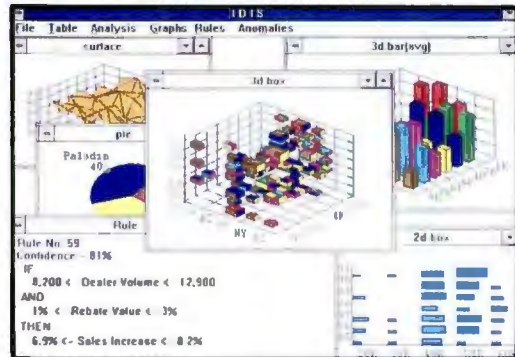 IDIS
File Table Analysis Graphs Rules Anomalies
surface
3d bar(avg)
3d box
pie
Paladin
40
NY
Rule
2d box
Rule No. 59
Confidence = 81%
IF
8,200 < Dealer Volume < 12,900
AND
1% < Rebate Value < 3%
THEN
6.9% <- Sales Increase < 8.2%